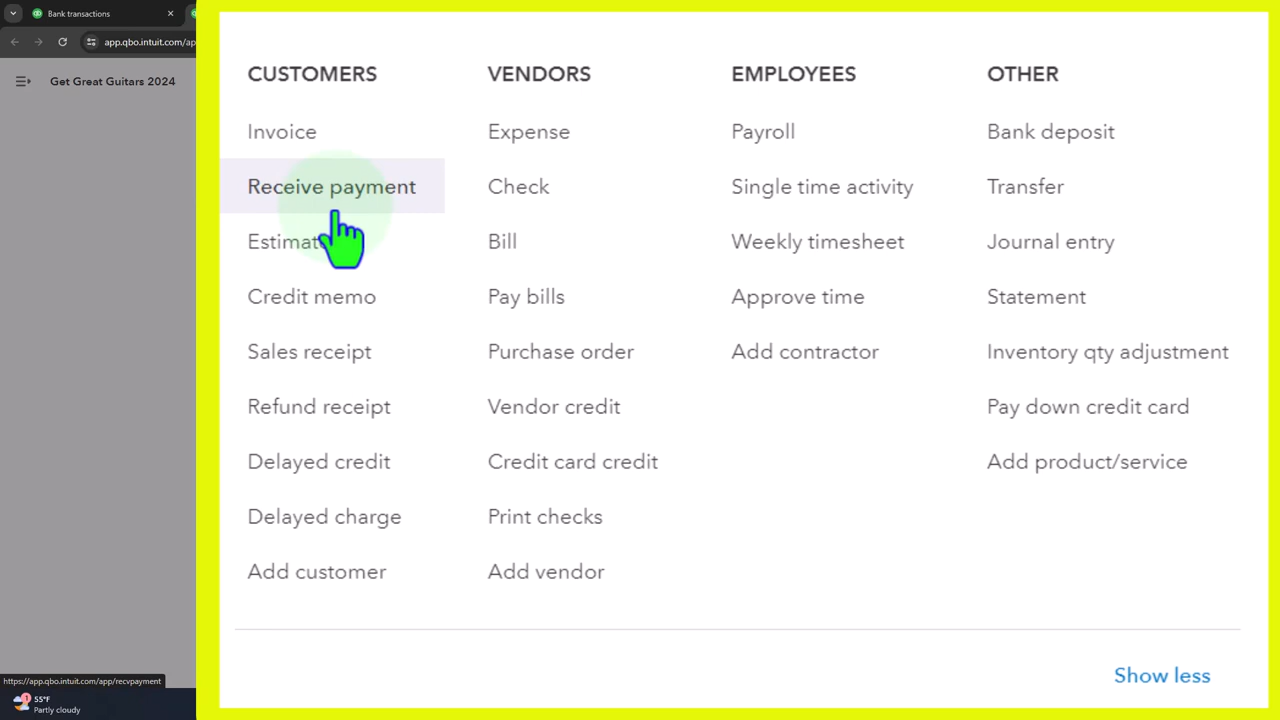 Bank transactions
app.qbo.intuit.com/ap
Get Great Guitars 2024
CUSTOMERS
Invoice
Receive payment
Credit memo
Sales receipt
Refund receipt
Delayed credit
Delayed charge
Add customer
VENDORS
Expense
Check
Bill
Pay bills
Purchase order
Vendor credit
Credit card credit
Print checks
Add vendor
EMPLOYEES
Payroll
Single time activity
Weekly timesheet
Approve time
Add contractor
OTHER
Bank deposit
Transfer
Journal entry
Statement
Inventory qty adjustment
Pay down credit card
Add product/service
Show less
https://app.qbo.intuit.com/app/recvpayment
1
55°F
Partly cloudy